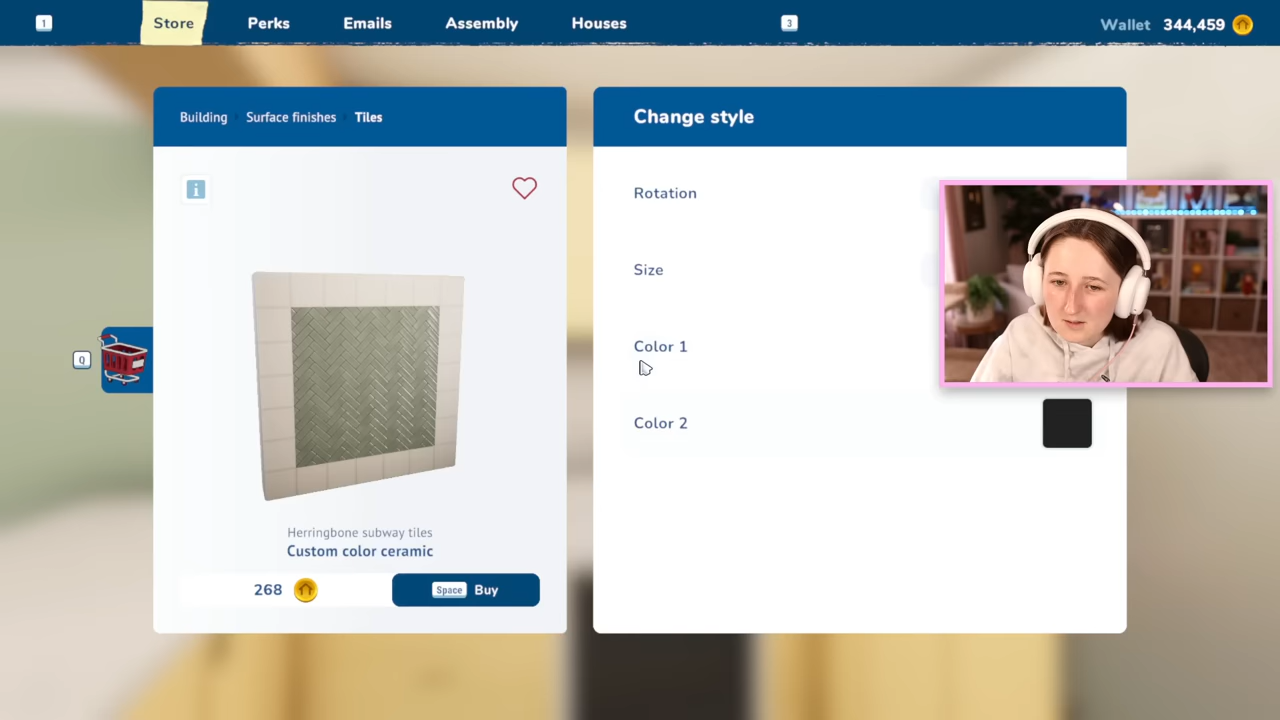 1
Store
Perks
Emails
Assembly
Houses
3
Wallet 344,459
Building
Surface finishes
Tiles
i
Q
Herringbone subway tiles
Custom color ceramic
268
Space Buy
Change style
Rotation
Size
Color 1
Color 2